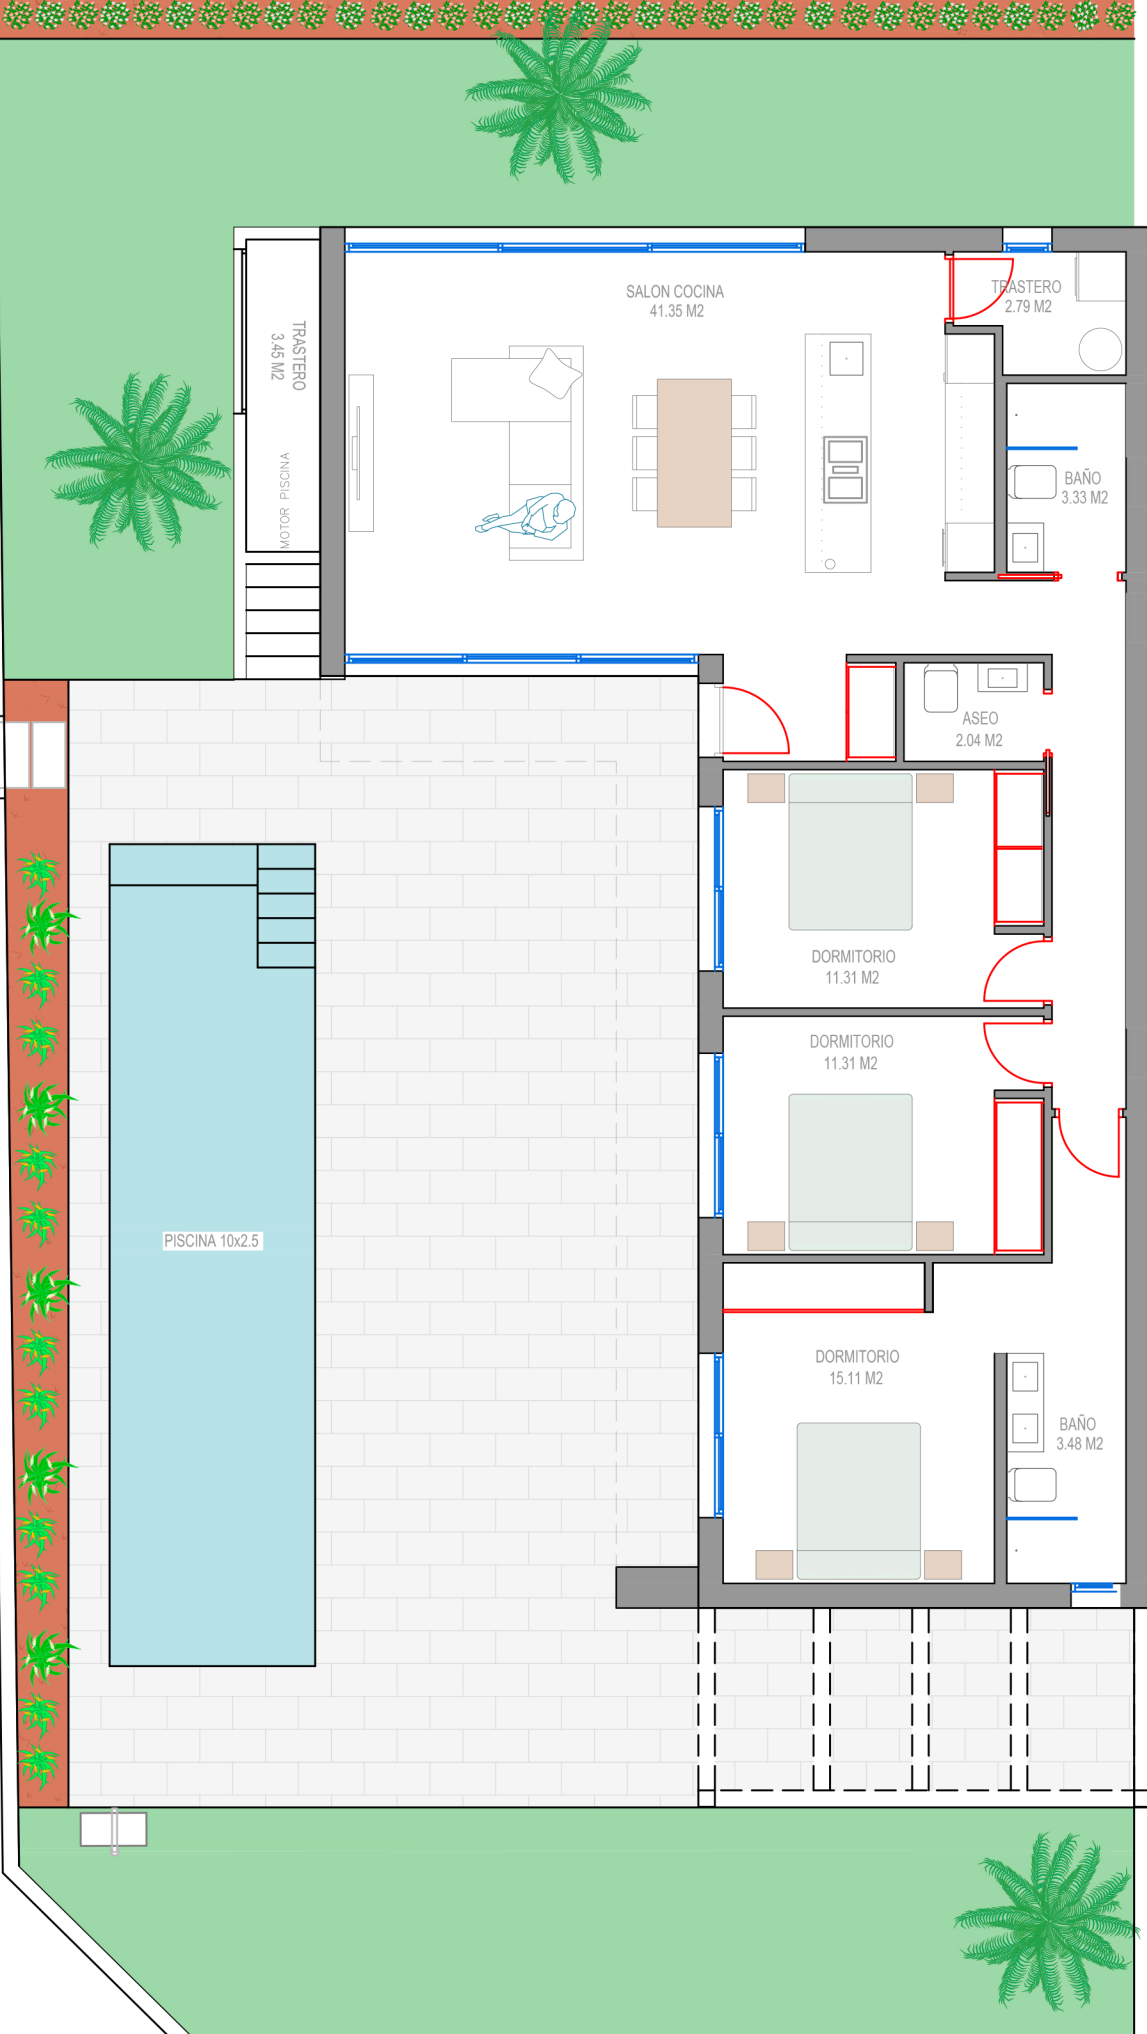 SALON COCINA
41.35 M2
TRASTERO
2.79 M2
TRASTERO
3.45 M2
MOTOR PISCINA
BAÑO
3.33 M2
ASEO
2.04 M2
DORMITORIO
11.31 M2
DORMITORIO
11.31 M2
PISCINA 10x2.5
DORMITORIO
15.11 M2
BAÑO
3.48 M2